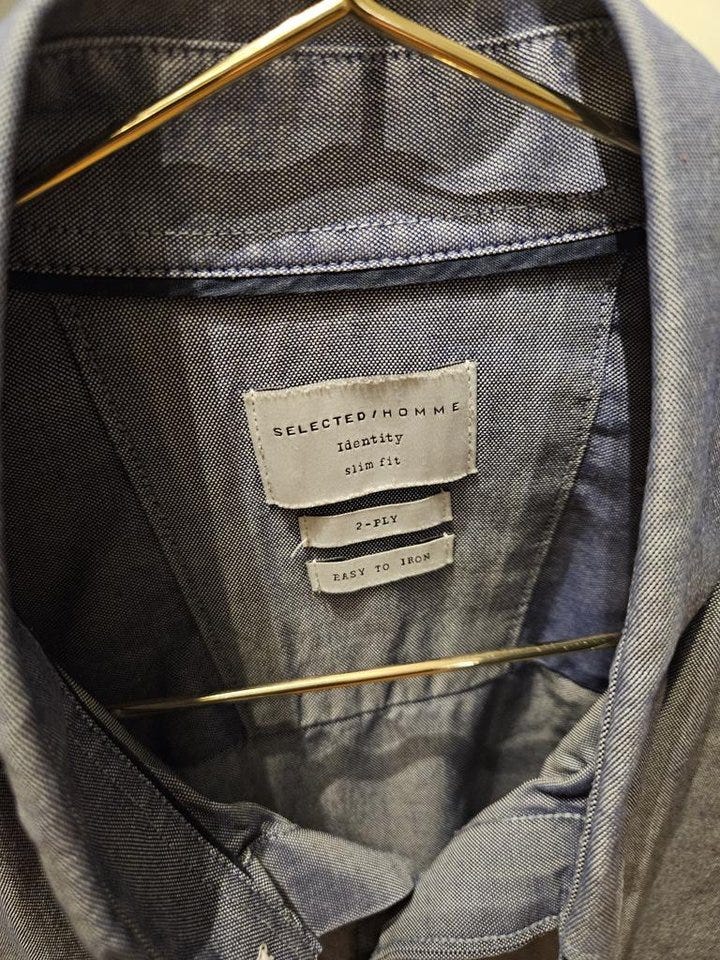 SELECTED/HOMME
Identity
slim fit
2-PLY
EASY TO IRON